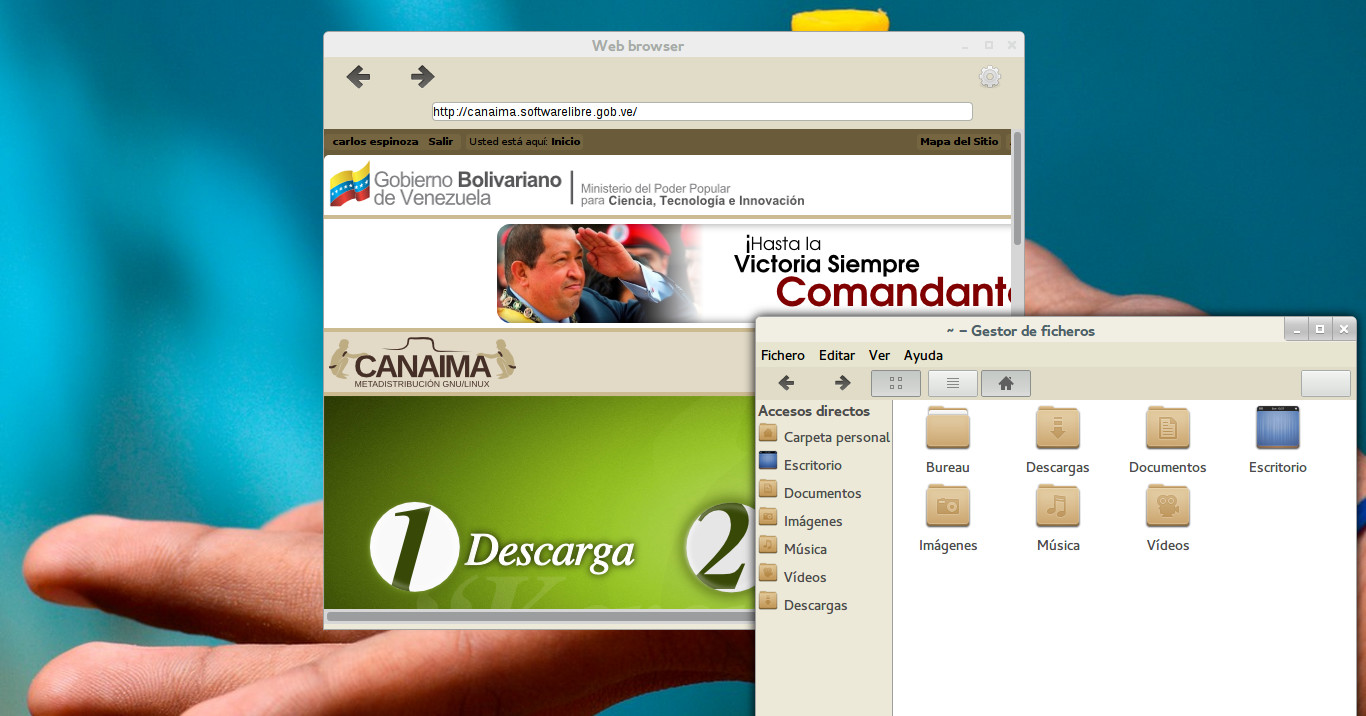 Web browser
http://canaima.softwarelibre.gob.ve/
carlos espinoza Salir Usted está aquí: Inicio Mapa del Sitio
Gobierno Bolivariano
de Venezuela
Ministerio del Poder Popular
para Ciencia, Tecnología e Innovación
¡Hasta la
Victoria Siempre
Comandant
CANAIMA
METADISTRIBUCIÓN GNU/LINUX
1 Descarga 2
~ – Gestor de ficheros
Fichero Editar Ver Ayuda
Accesos directos
Carpeta personal
Escritorio
Documentos
Imágenes
Música
Vídeos
Descargas
Bureau Descargas Documentos Escritorio
Imágenes Música Vídeos